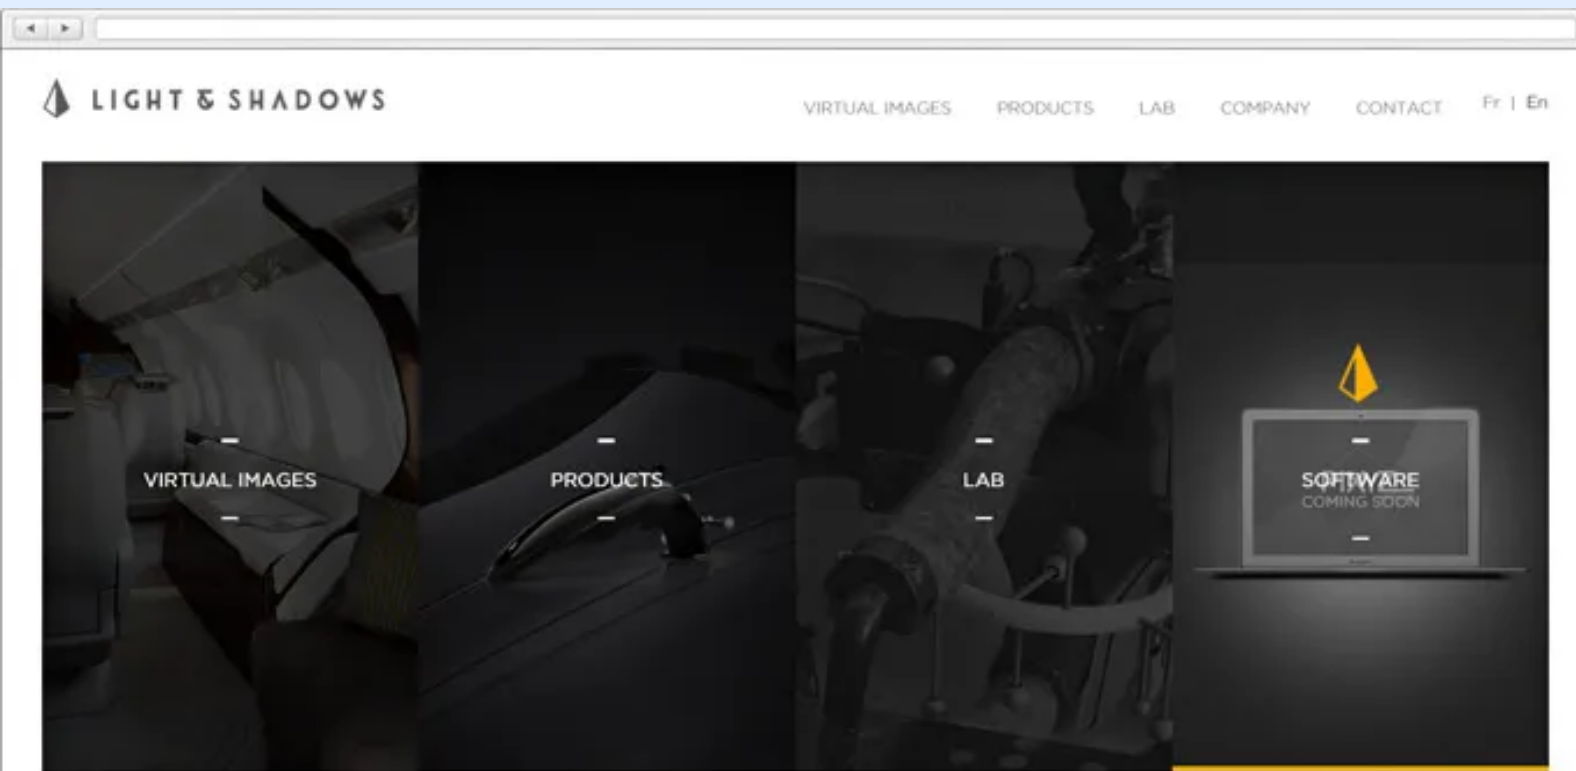 LIGHT & SHADOWS
VIRTUAL IMAGES PRODUCTS LAB COMPANY CONTACT Fr | En
VIRTUAL IMAGES
PRODUCTS
LAB
SOFTWARE
COMING SOON